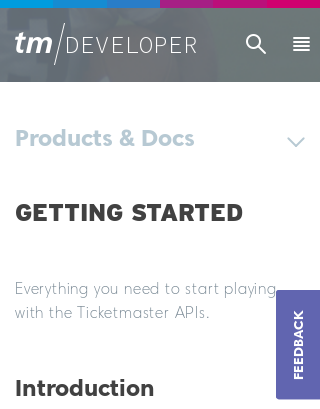 tm/DEVELOPER
Products & Docs
GETTING STARTED
Everything you need to start playing
with the Ticketmaster APIs.
FEEDBACK
Introduction